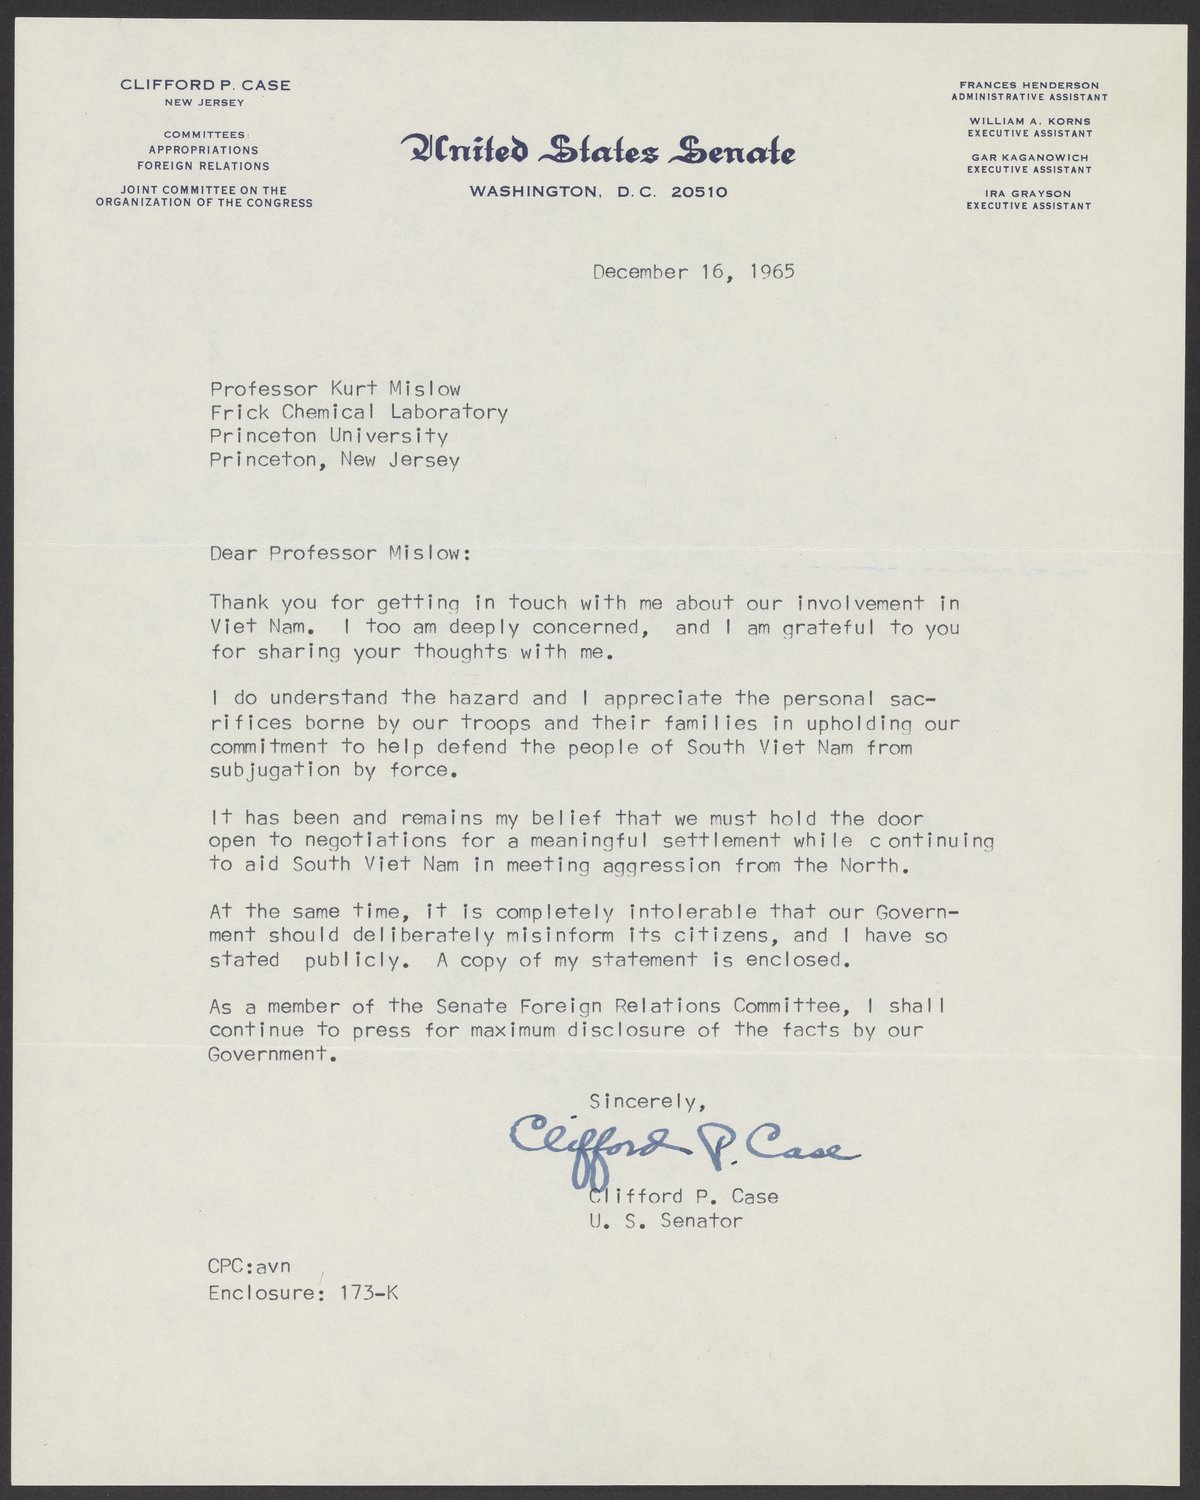 CLIFFORD P. CASE
NEW JERSEY
COMMITTEES:
APPROPRIATIONS
FOREIGN RELATIONS
JOINT COMMITTEE ON THE
ORGANIZATION OF THE CONGRESS
United States Senate
WASHINGTON, D.C. 20510
FRANCES HENDERSON
ADMINISTRATIVE ASSISTANT
WILLIAM A. KORNS
EXECUTIVE ASSISTANT
GAR KAGANOWICH
EXECUTIVE ASSISTANT
IRA GRAYSON
EXECUTIVE ASSISTANT
December 16, 1965
Professor Kurt Mislow
Frick Chemical Laboratory
Princeton University
Princeton, New Jersey
Dear Professor Mislow:
Thank you for getting in touch with me about our involvement in
Viet Nam. I too am deeply concerned, and I am grateful to you
for sharing your thoughts with me.
I do understand the hazard and I appreciate the personal sac-
rifices borne by our troops and their families in upholding our
commitment to help defend the people of South Viet Nam from
subjugation by force.
It has been and remains my belief that we must hold the door
open to negotiations for a meaningful settlement while c ontinuing
to aid South Viet Nam in meeting aggression from the North.
At the same time, it is completely intolerable that our Govern-
ment should deliberately misinform its citizens, and I have so
stated publicly. A copy of my statement is enclosed.
As a member of the Senate Foreign Relations Committee, I shall
continue to press for maximum disclosure of the facts by our
Government.
Sincerely,
Clifford P. Case
Clifford P. Case
U. S. Senator
CPC:avn
Enclosure: 173-K